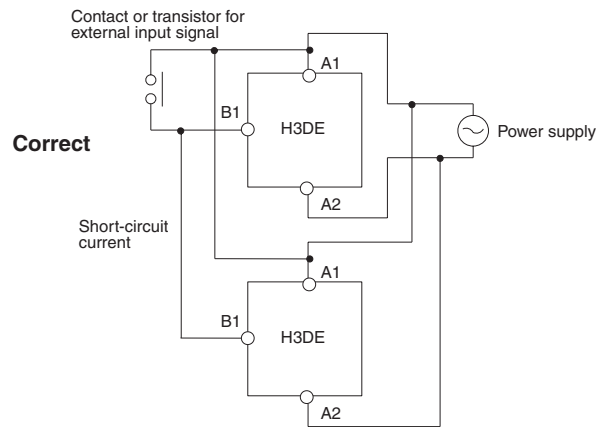 Contact or transistor for
external input signal
A1
B1
H3DE
Power supply
Correct
A2
Short-circuit
current
A1
B1
H3DE
A2